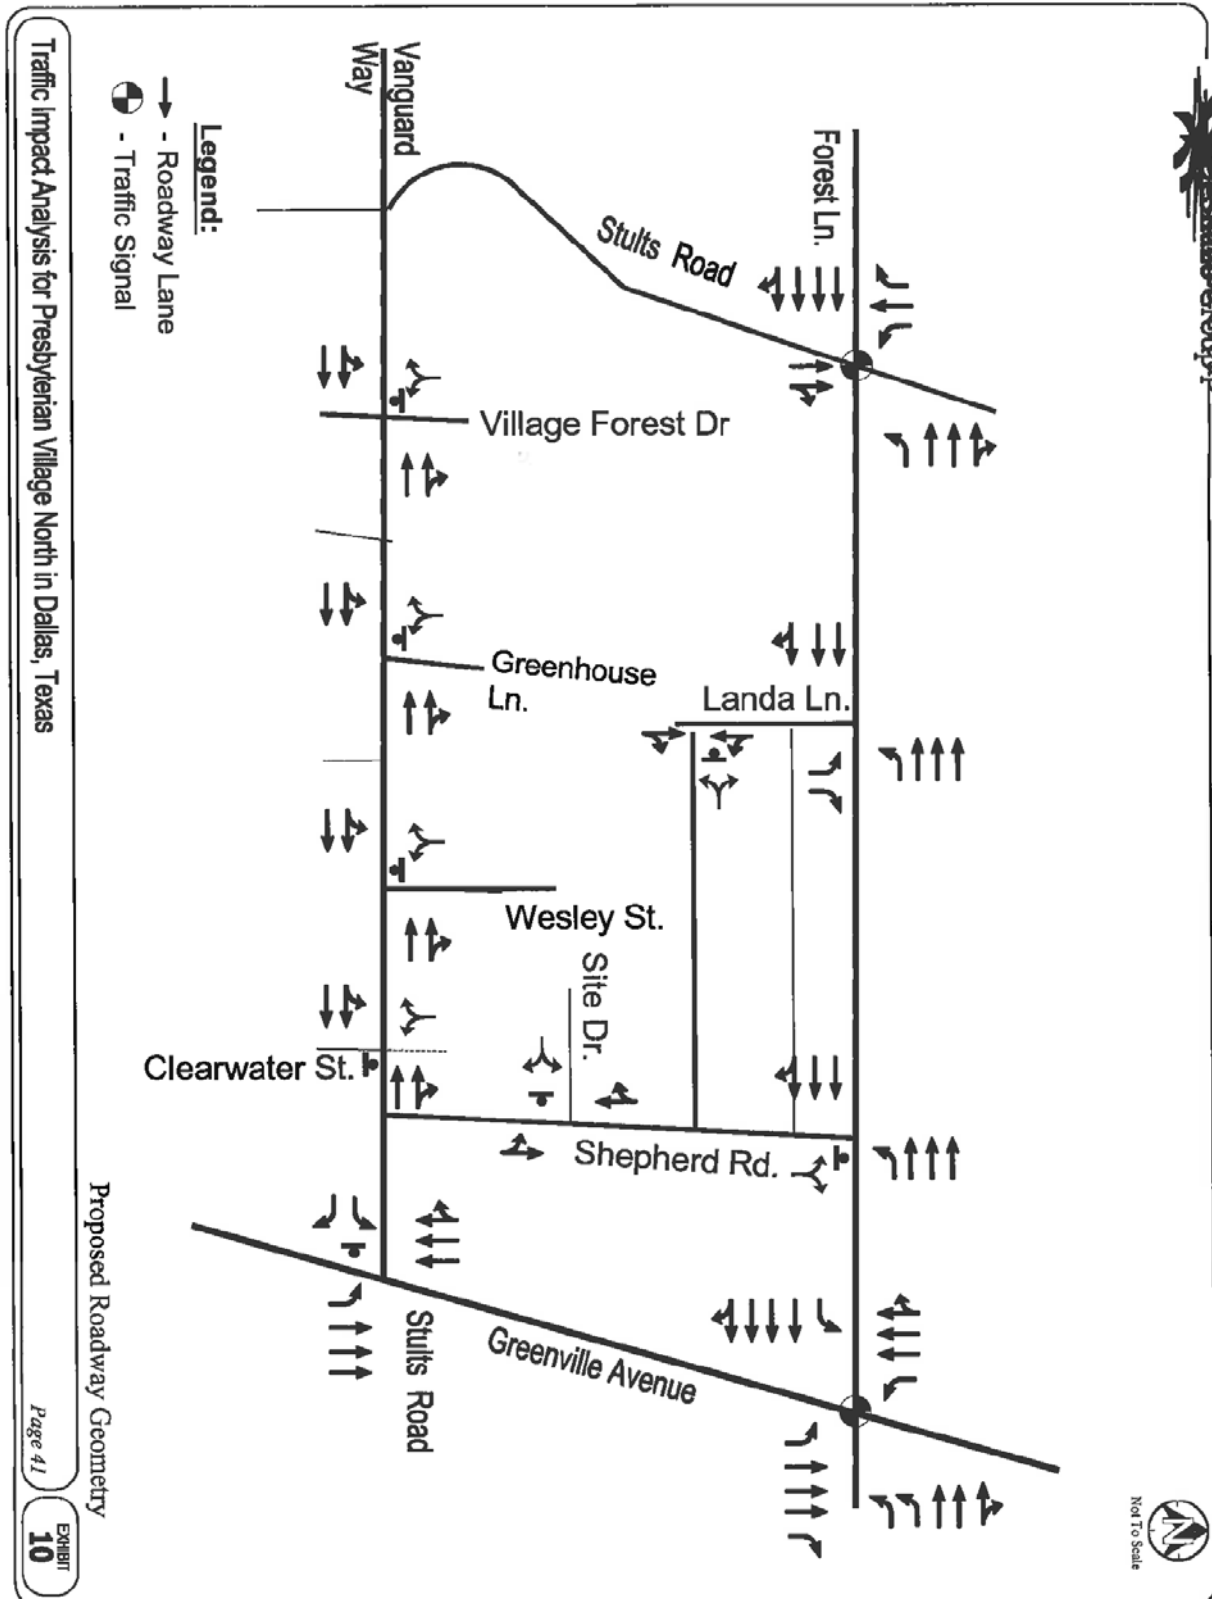 Not To Scale
Forest Ln.
Stults Road
Vanguard
Way
Village Forest Dr
Greenhouse
Ln.
Landa Ln.
Wesley St.
Site Dr.
Clearwater St.
Shepherd Rd.
Stults Road
Greenville Avenue
Legend:
- Roadway Lane
- Traffic Signal
Proposed Roadway Geometry
Traffic Impact Analysis for Presbyterian Village North in Dallas, Texas
Page 41
EXHIBIT
10